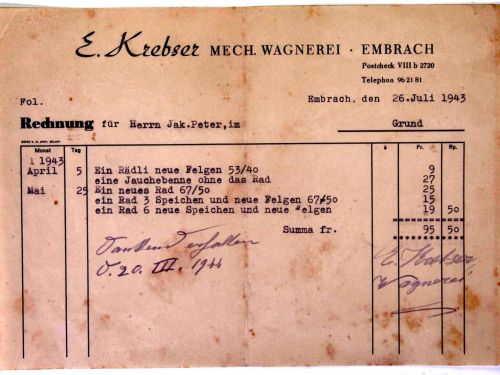 E. Krebser MECH. WAGNEREI · EMBRACH
Postcheck VIII b 2720
Telephon 96 21 81
Fol. Embrach, den 26.Juli 1943
Rechnung für Herrn Jak.Peter,im Grund
Monat Tag A Fr. Rp.
1943
April 5 Ein Rädli neue Felgen 53/40 9
eine Jauchebenne ohne das Rad 27
Mai 25 Ein neues Rad 67/50 25
ein Rad 3 Speichen und neue Felgen 67/50 15
ein Rad 6 neue Speichen und neue Felgen 19 50
Summa fr. 95 50
Dankend erhalten
d. 20. III. 1944
E. Krebser
Wagnerei